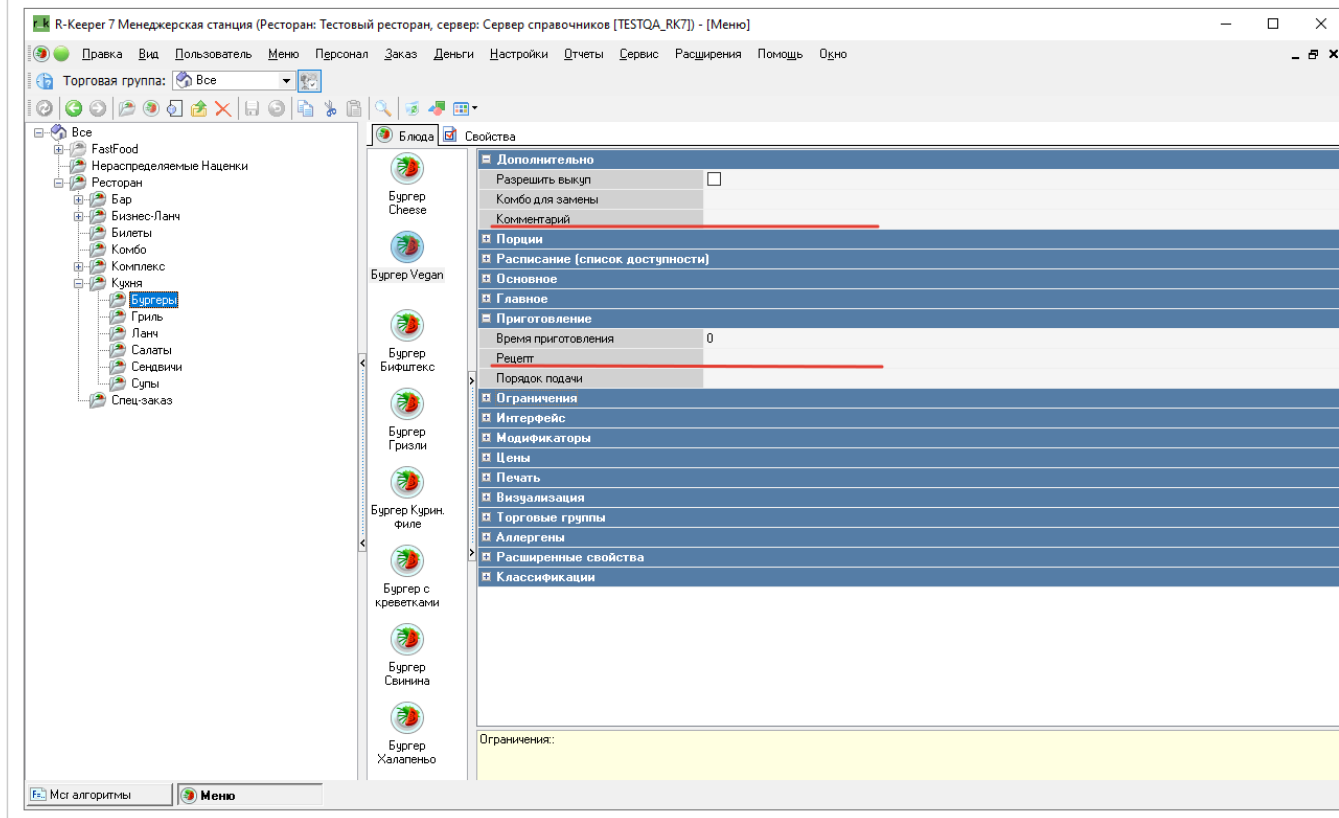 R-Keeper 7 Менеджерская станция (Ресторан: Тестовый ресторан, сервер: Сервер справочников [TESTQA_RK7]) - [Меню]
Правка Вид Пользователь Меню Персонал Заказ Деньги Настройки Отчеты Сервис Расширения Помощь Окно
Торговая группа: Все
Все
FastFood
Нераспределяемые Наценки
Ресторан
Бар
Бизнес-Ланч
Билеты
Комбо
Комплекс
Кухня
Бургеры
Гриль
Ланч
Салаты
Сендвичи
Супы
Спец-заказ
Блюда Свойства
Бургер
Cheese
Бургер Vegan
Бургер
Бифштекс
Бургер
Гризли
Бургер Курин.
филе
Бургер с
креветками
Бургер
Свинина
Бургер
Халапеньо
Дополнительно
Разрешить выкуп
Комбо для замены
Комментарий
Порции
Расписание (список доступности)
Основное
Главное
Приготовление
Время приготовления 0
Рецепт
Порядок подачи
Ограничения
Интерфейс
Модификаторы
Цены
Печать
Визуализация
Торговые группы
Аллергены
Расширенные свойства
Классификации
Ограничения::
Мсг алгоритмы Меню